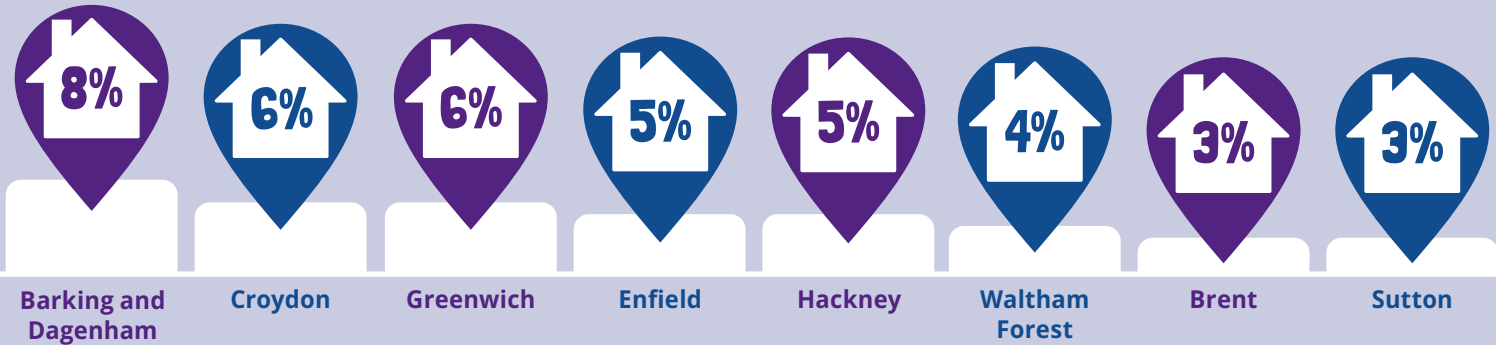 8%
6%
6%
5%
5%
4%
3%
3%
Barking and
Dagenham
Croydon
Greenwich
Enfield
Hackney
Waltham
Forest
Brent
Sutton